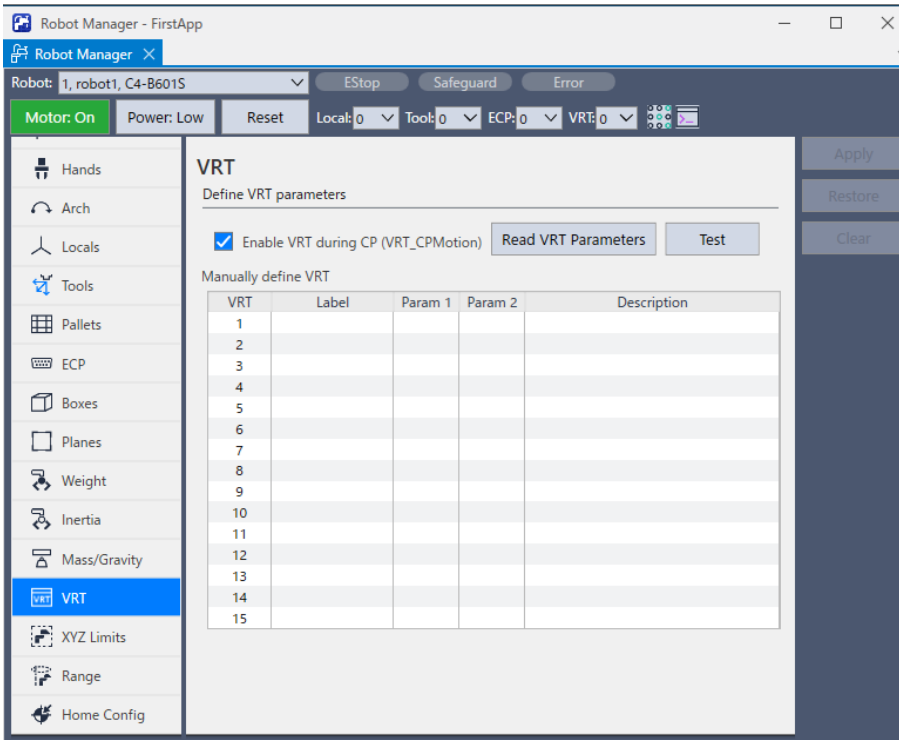 Robot Manager - FirstApp
Robot Manager
Robot: 1, robot1, C4-B601S EStop Safeguard Error
Motor: On Power: Low Reset Local: 0 Tool: 0 ECP: 0 VRT: 0
Hands
Arch
Locals
Tools
Pallets
ECP
Boxes
Planes
Weight
Inertia
Mass/Gravity
VRT VRT
XYZ Limits
Range
Home Config
VRT
Define VRT parameters
Enable VRT during CP (VRT_CPMotion) Read VRT Parameters Test
Manually define VRT
VRT Label Param 1 Param 2 Description
1
2
3
4
5
6
7
8
9
10
11
12
13
14
15
Apply
Restore
Clear